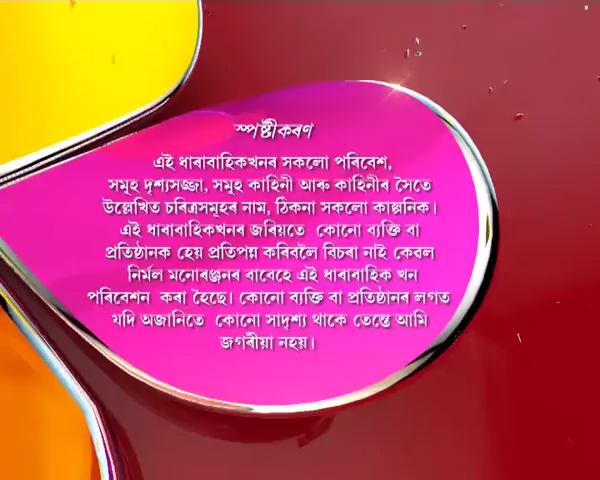 স্পষ্টীকৰণ
এই ধাৰাবাহিকখনৰ সকলো পৰিবেশ,
সমূহ দৃশ্যসজ্জা, সমূহ কাহিনী আৰু কাহিনীৰ সৈতে
উল্লেখিত চৰিত্ৰসমূহৰ নাম, ঠিকনা সকলো কাল্পনিক।
এই ধাৰাবাহিকখনৰ জৰিয়তে কোনো ব্যক্তি বা
প্ৰতিষ্ঠানক হেয় প্ৰতিপন্ন কৰিবলৈ বিচৰা নাই কেৱল
নিৰ্মল মনোৰঞ্জনৰ বাবেহে এই ধাৰাবাহিক খন
পৰিবেশন কৰা হৈছে। কোনো ব্যক্তি বা প্ৰতিষ্ঠানৰ লগত
যদি অজানিতে কোনো সাদৃশ্য থাকে তেন্তে আমি
জগৰীয়া নহয়।